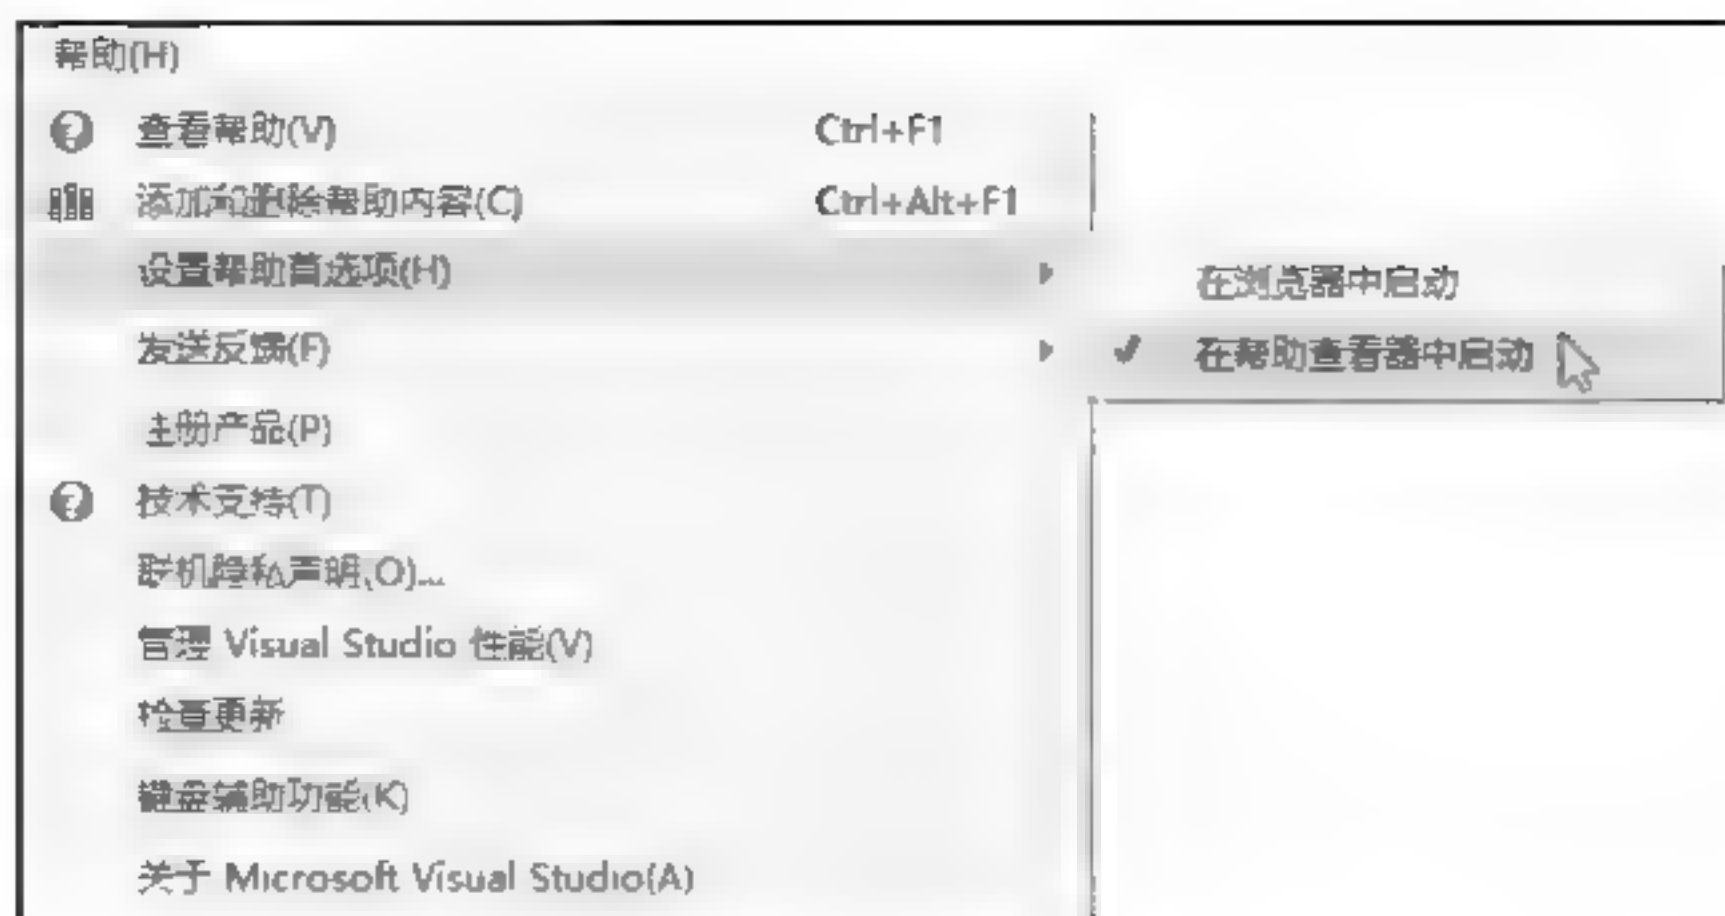 帮助(H)
查看帮助(V) Ctrl+F1
添加和删除帮助内容(C) Ctrl+Alt+F1
设置帮助首选项(H)
在浏览器中启动
发送反馈(F)
在帮助查看器中启动
注册产品(P)
技术支持(T)
联机隐私声明(O)...
管理 Visual Studio 性能(V)
检查更新
键盘辅助功能(K)
关于 Microsoft Visual Studio(A)